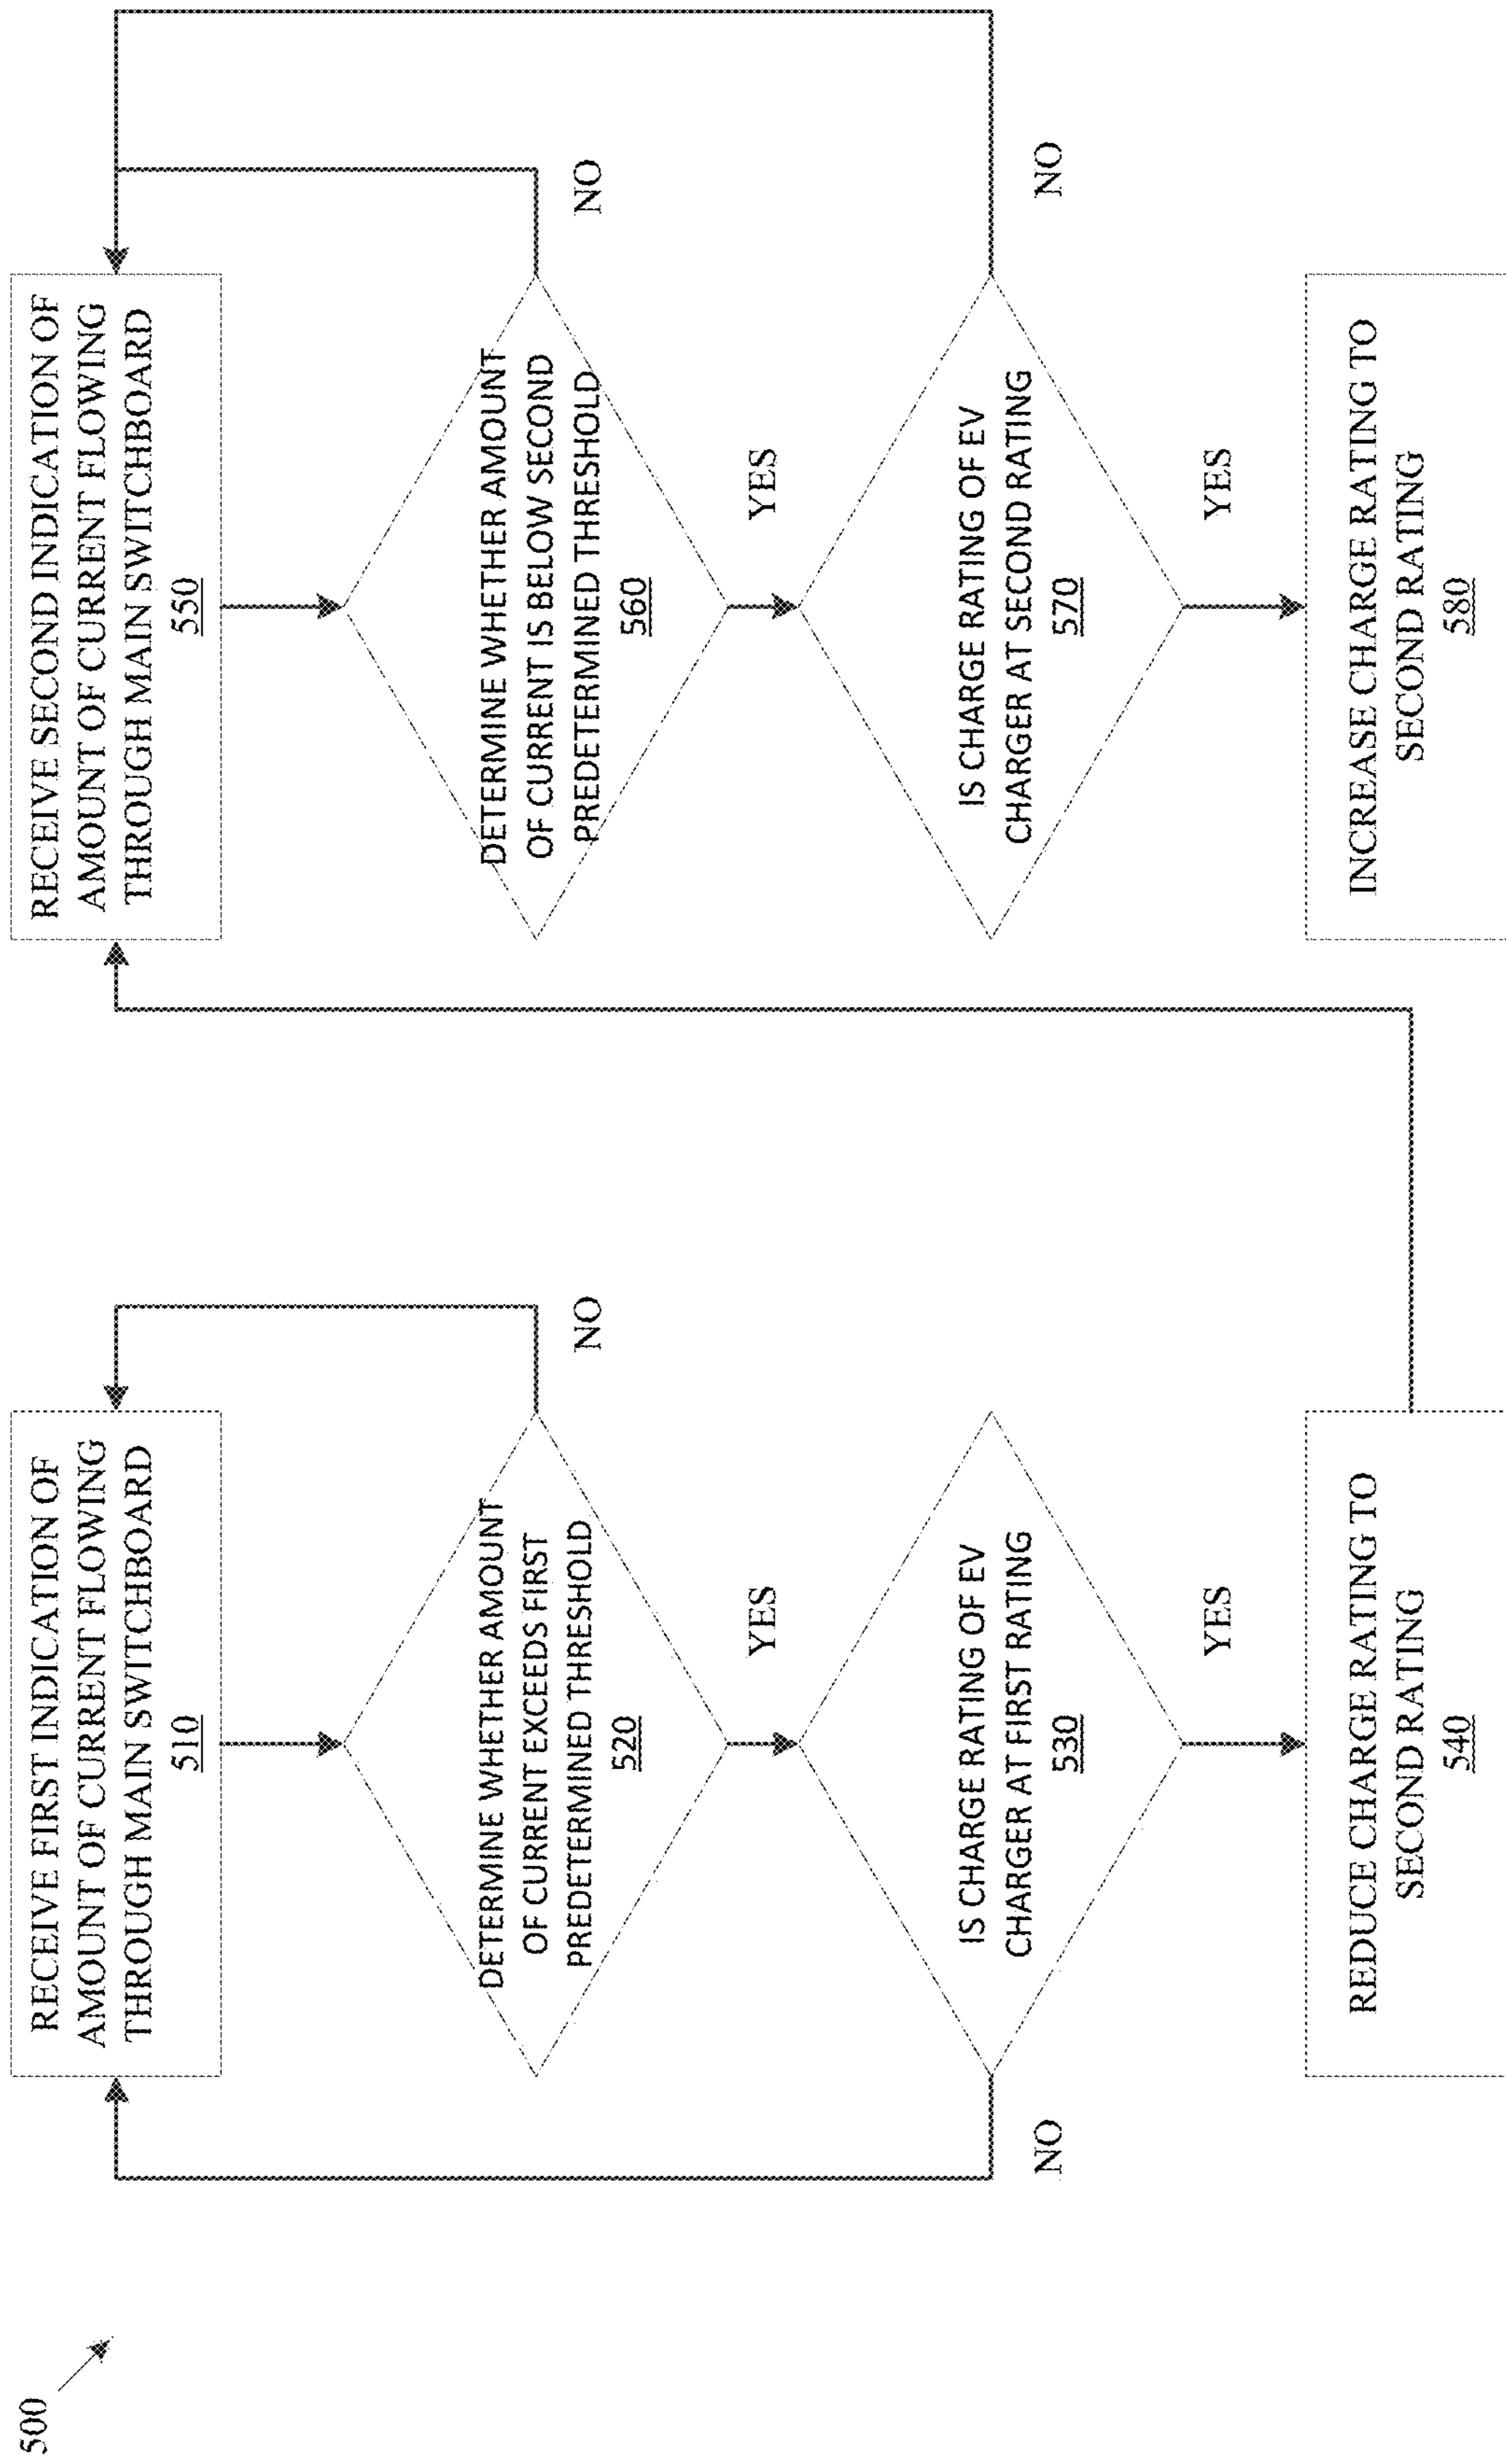 500
RECEIVE FIRST INDICATION OF
AMOUNT OF CURRENT FLOWING
THROUGH MAIN SWITCHBOARD
510
DETERMINE WHETHER AMOUNT
OF CURRENT EXCEEDS FIRST
PREDETERMINED THRESHOLD
520
NO
YES
IS CHARGE RATING OF EV
CHARGER AT FIRST RATING
530
NO
YES
REDUCE CHARGE RATING TO
SECOND RATING
540
RECEIVE SECOND INDICATION OF
AMOUNT OF CURRENT FLOWING
THROUGH MAIN SWITCHBOARD
550
DETERMINE WHETHER AMOUNT
OF CURRENT IS BELOW SECOND
PREDETERMINED THRESHOLD
560
NO
YES
IS CHARGE RATING OF EV
CHARGER AT SECOND RATING
570
NO
YES
INCREASE CHARGE RATING TO
SECOND RATING
580